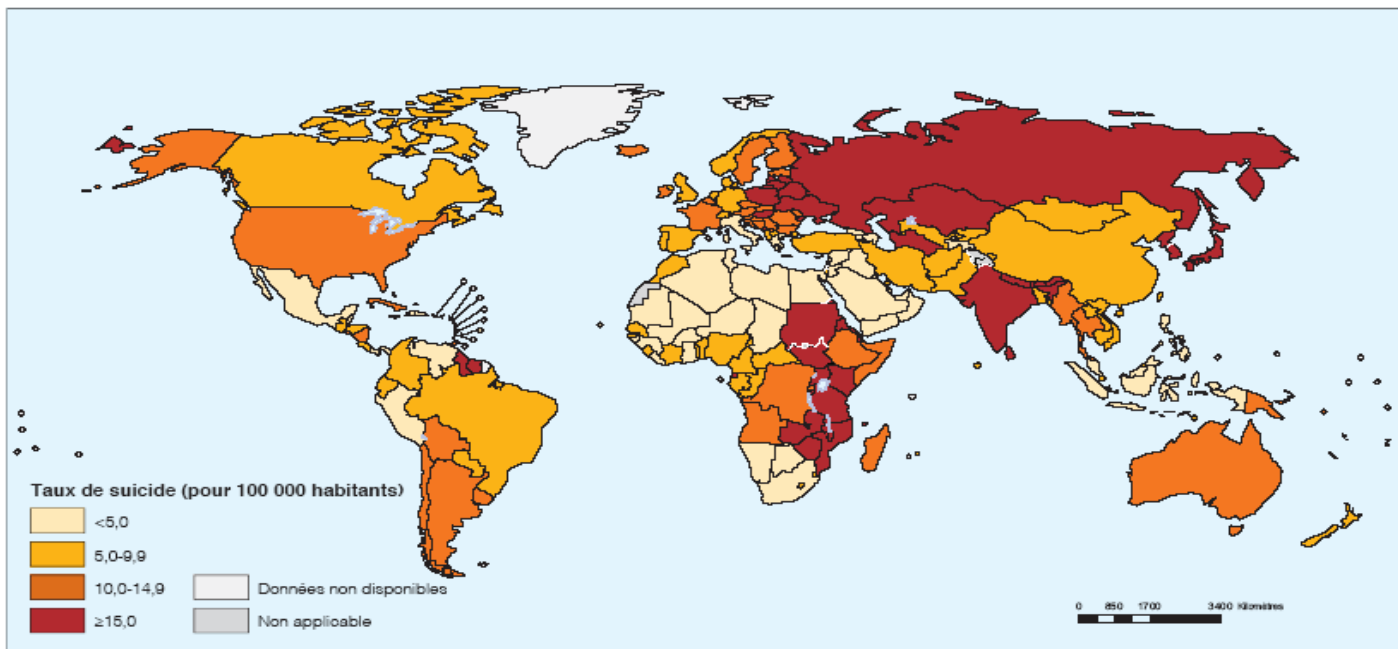 Taux de suicide (pour 100 000 habitants)
<5,0
5,0-9,9
10,0-14,9
≥15,0
Données non disponibles
Non applicable
0 850 1700 3400 Kilomètres